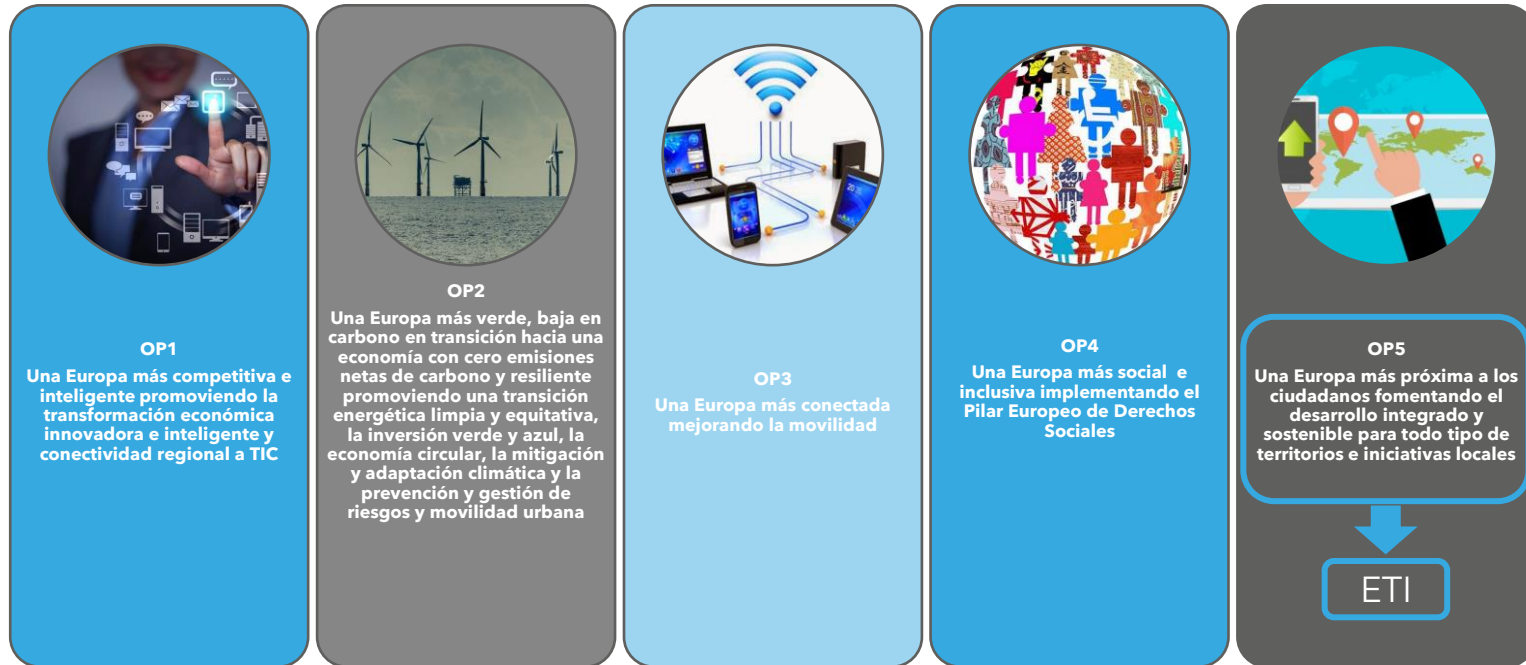 OP1
Una Europa más competitiva e
inteligente promoviendo la
transformación económica
innovadora e inteligente y
conectividad regional a TIC
OP2
Una Europa más verde, baja en
carbono en transición hacia una
economía con cero emisiones
netas de carbono y resiliente
promoviendo una transición
energética limpia y equitativa,
la inversión verde y azul, la
economía circular, la mitigación
y adaptación climática y la
prevención y gestión de
riesgos y movilidad urbana
OP3
Una Europa más conectada
mejorando la movilidad
OP4
Una Europa más social e
inclusiva implementando el
Pilar Europeo de Derechos
Sociales
OP5
Una Europa más próxima a los
ciudadanos fomentando el
desarrollo integrado y
sostenible para todo tipo de
territorios e iniciativas locales
ETI